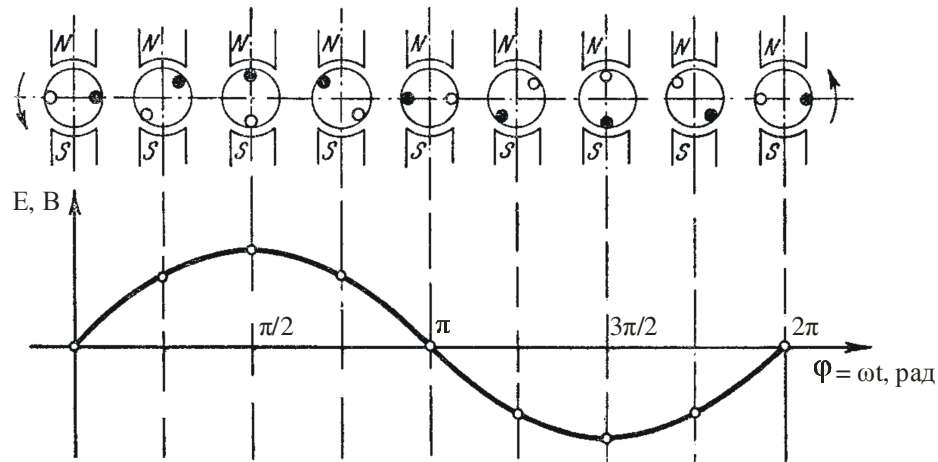 N N N N N N N N N
S S S S S S S S S
E, В
π/2 π 3π/2 2π
φ = ωt, рад